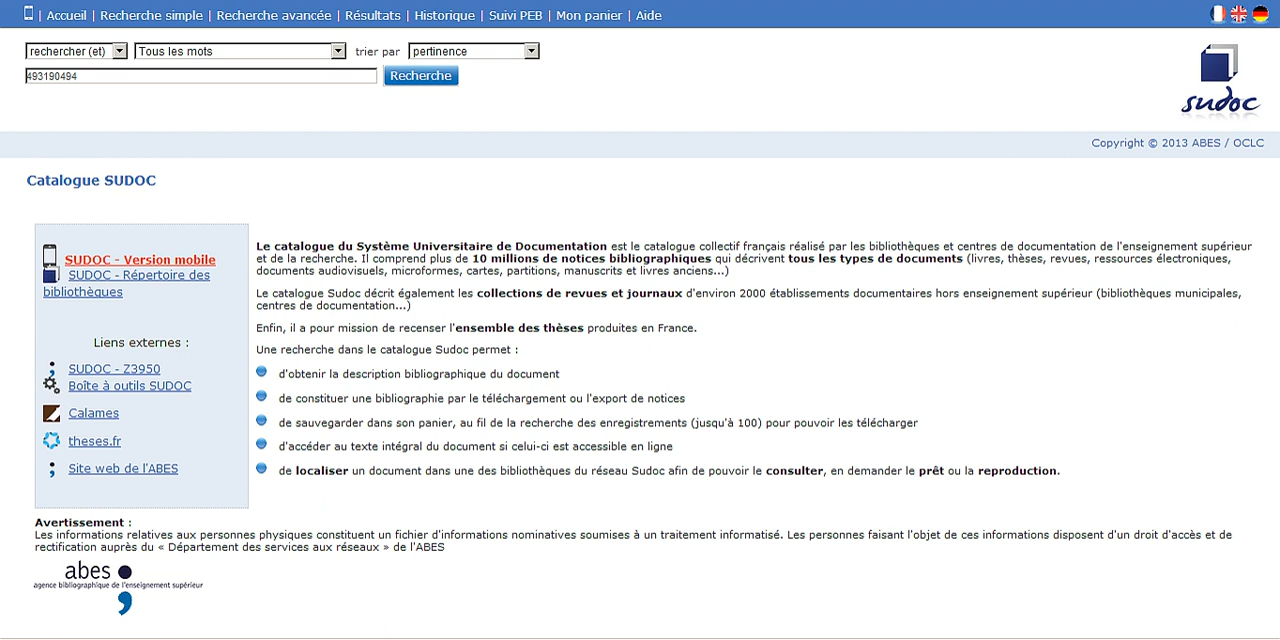 | Accueil | Recherche simple | Recherche avancée | Résultats | Historique | Suivi PEB | Mon panier | Aide
rechercher (et) Tous les mots trier par pertinence
493190494 Recherche
sudoc
Copyright © 2013 ABES / OCLC
Catalogue SUDOC
SUDOC - Version mobile
SUDOC - Répertoire des
bibliothèques
Liens externes :
SUDOC - Z3950
Boîte à outils SUDOC
Calames
theses.fr
Site web de l'ABES
Le catalogue du Système Universitaire de Documentation est le catalogue collectif français réalisé par les bibliothèques et centres de documentation de l'enseignement supérieur
et de la recherche. Il comprend plus de 10 millions de notices bibliographiques qui décrivent tous les types de documents (livres, thèses, revues, ressources électroniques,
documents audiovisuels, microformes, cartes, partitions, manuscrits et livres anciens...)
Le catalogue Sudoc décrit également les collections de revues et journaux d'environ 2000 établissements documentaires hors enseignement supérieur (bibliothèques municipales,
centres de documentation...)
Enfin, il a pour mission de recenser l'ensemble des thèses produites en France.
Une recherche dans le catalogue Sudoc permet :
d'obtenir la description bibliographique du document
de constituer une bibliographie par le téléchargement ou l'export de notices
de sauvegarder dans son panier, au fil de la recherche des enregistrements (jusqu'à 100) pour pouvoir les télécharger
d'accéder au texte intégral du document si celui-ci est accessible en ligne
de localiser un document dans une des bibliothèques du réseau Sudoc afin de pouvoir le consulter, en demander le prêt ou la reproduction.
Avertissement :
Les informations relatives aux personnes physiques constituent un fichier d'informations nominatives soumises à un traitement informatisé. Les personnes faisant l'objet de ces informations disposent d'un droit d'accès et de
rectification auprès du « Département des services aux réseaux » de l'ABES
abes
agence bibliographique de l'enseignement supérieur